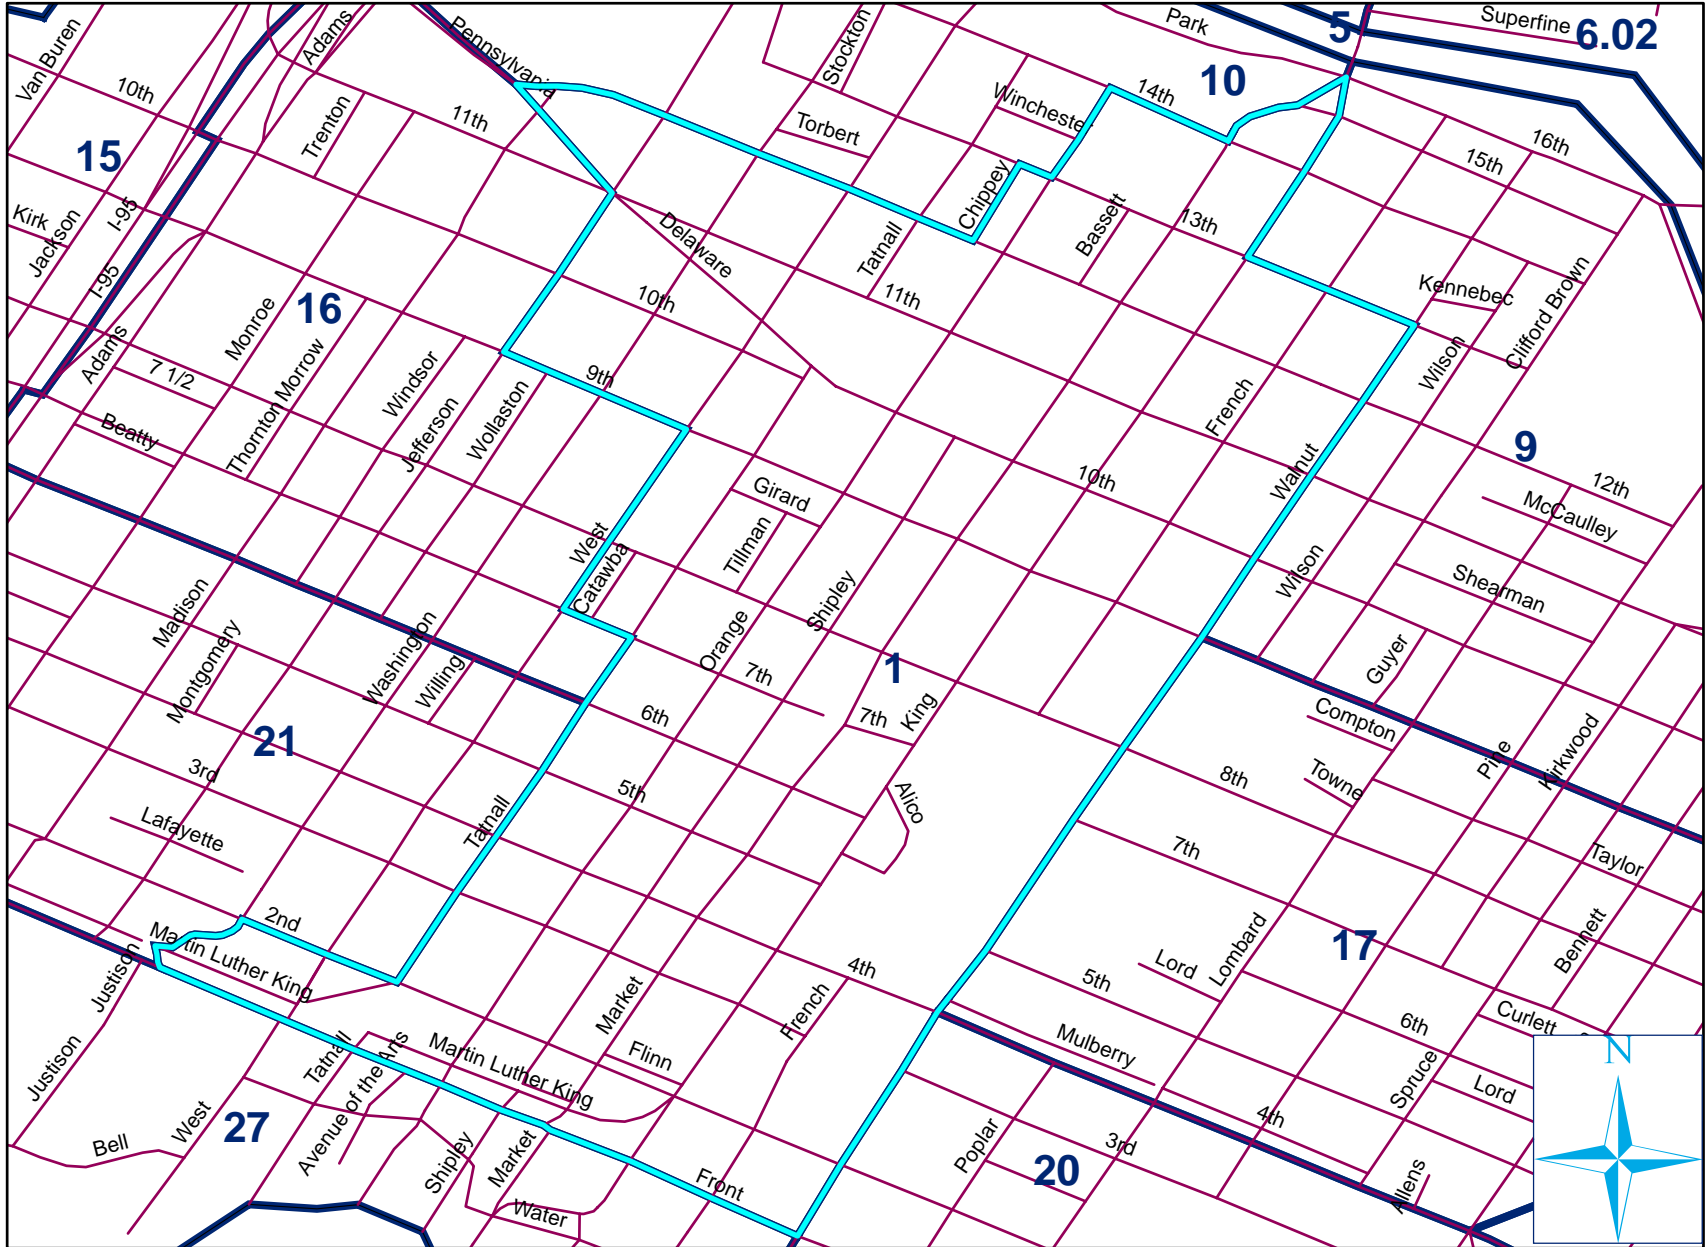 Van Buren
Adams
Pennsylvania
Stockton
Park
5
Superfine
6.02
10th
Trenton
11th
Torbert
Winchester
14th
10
16th
15th
15
Kirk
Jackson
I-95
I-95
Delaware
Tatnall
Chippey
Bassett
13th
Kennebec
Clifford Brown
16
Monroe
10th
11th
Adams
7 1/2
Thornton
Morrow
Windsor
Jefferson
Wollaston
9th
French
Wilson
Beatty
9
12th
McCaulley
Walnut
10th
Girard
Tillman
West
Catawba
Shipley
Wilson
Shearman
Madison
Montgomery
Washington
Willing
Orange
7th
1
Guyer
21
6th
7th
King
Compton
Pine
Kirkwood
3rd
5th
8th
Towne
Lafayette
Tatnall
Alico
7th
Taylor
2nd
Martin Luther King
Justison
Market
4th
French
5th
Lord
Lombard
17
Bennett
6th
Curlett
Justison
Tatnall
Avenue of the Arts
Martin Luther King
Flinn
Mulberry
Spruce
Lord
N
Bell
West
27
Shipley
Market
Front
Water
Poplar
20
3rd
4th
Allens